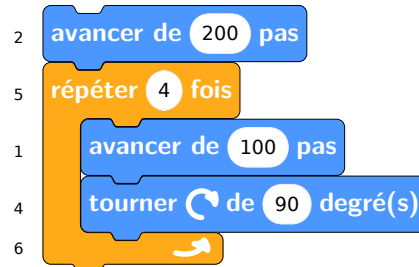 2 avancer de 200 pas
5 répéter 4 fois
1 avancer de 100 pas
4 tourner de 90 degré(s)
6